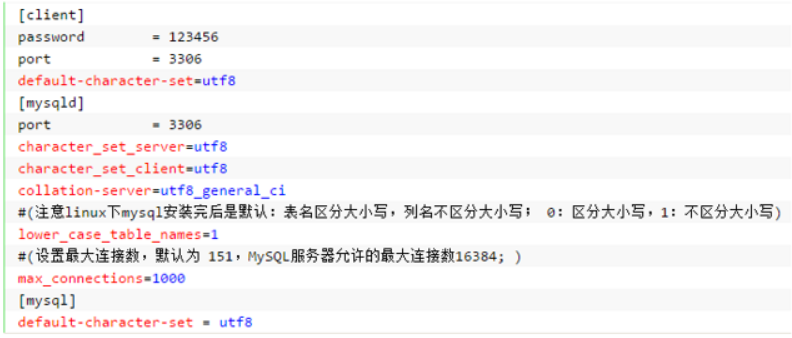 [client]
password        = 123456
port            = 3306
default-character-set=utf8
[mysqld]
port            = 3306
character_set_server=utf8
character_set_client=utf8
collation-server=utf8_general_ci
#(注意linux下mysql安装完后是默认：表名区分大小写，列名不区分大小写； 0：区分大小写，1：不区分大小写)
lower_case_table_names=1
#(设置最大连接数，默认为 151，MySQL服务器允许的最大连接数16384; )
max_connections=1000
[mysql]
default-character-set = utf8